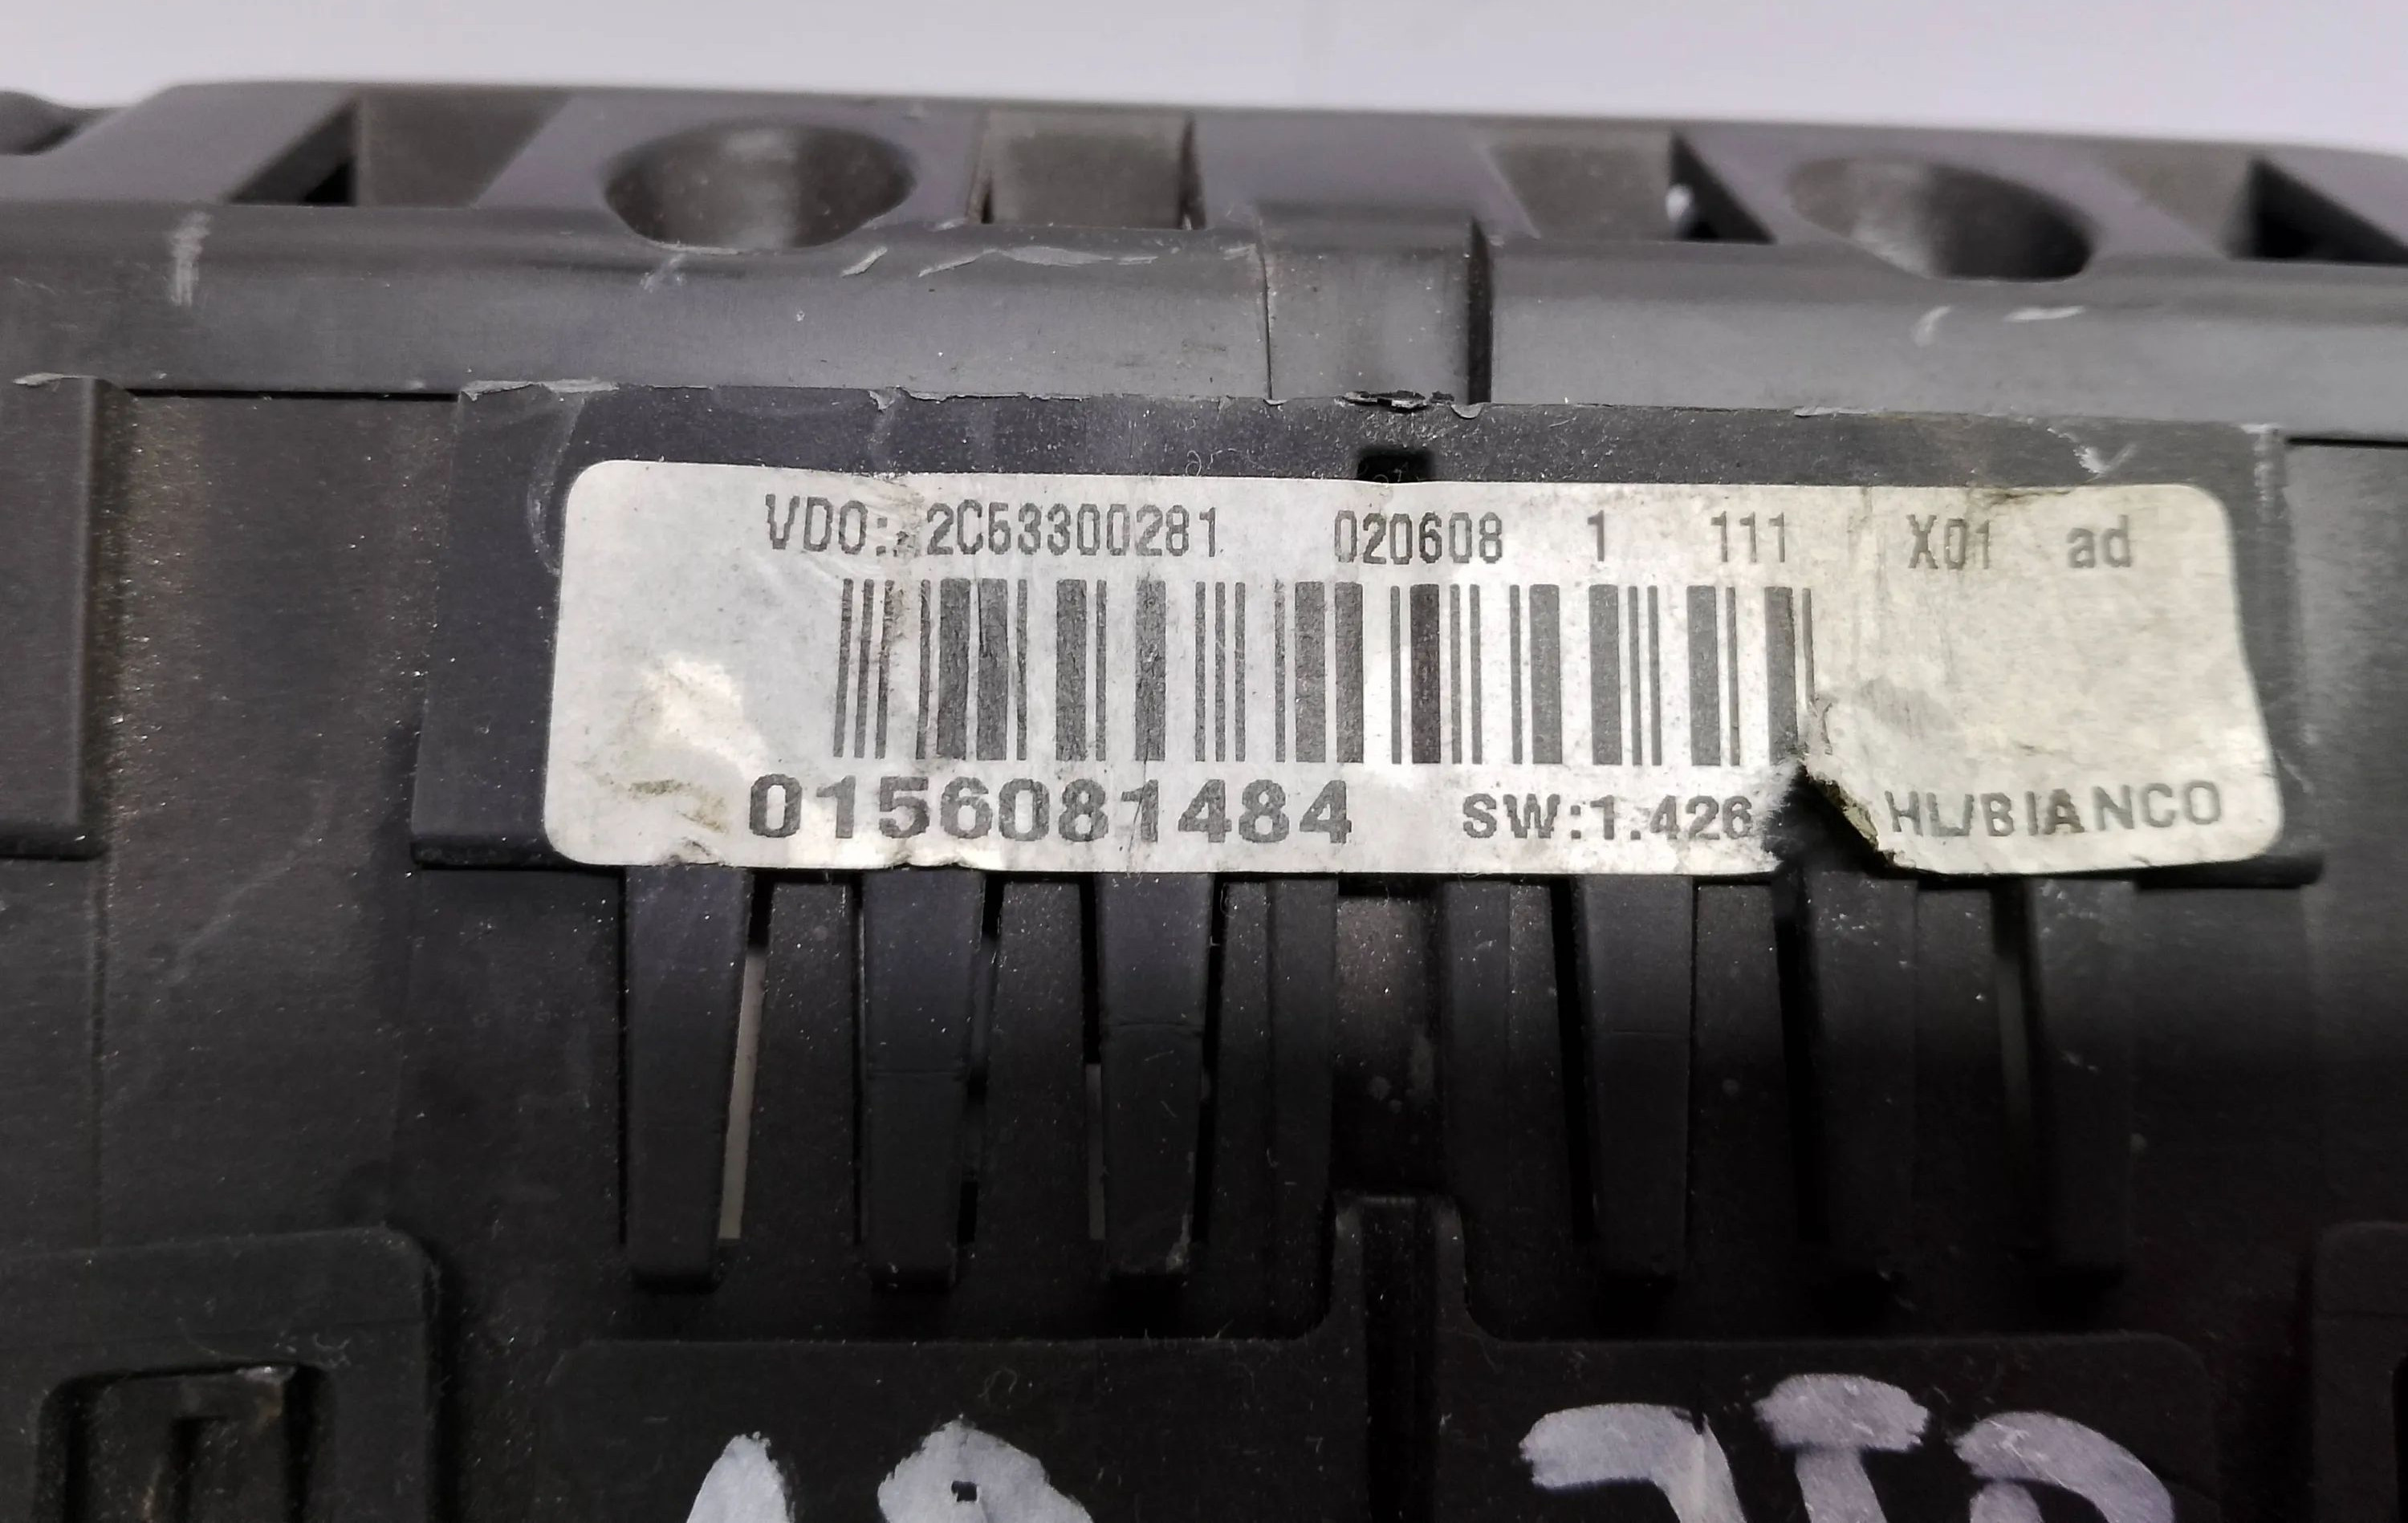 VDO: 2C53300281 020608 1 111 X01 ad
0156081484 SW:1.426 HL/BIANCO